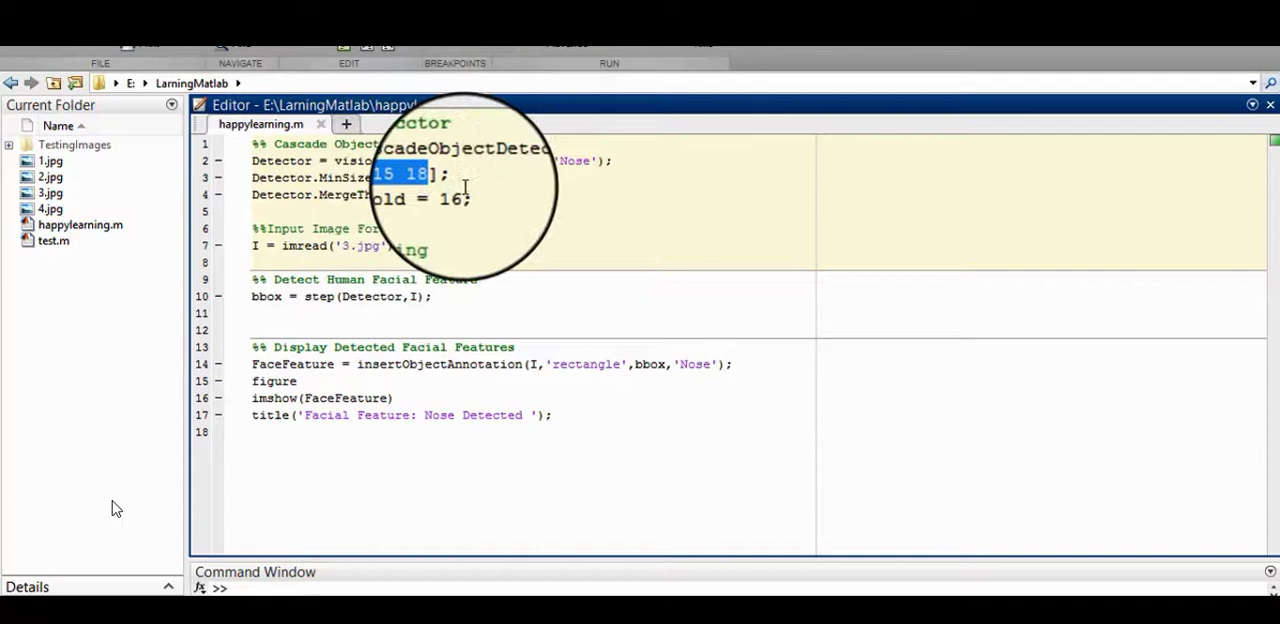 FILE
NAVIGATE
EDIT
BREAKPOINTS
RUN
E: LarningMatlab
Current Folder
Editor - E:\LarningMatlab\happyl
Name
happylearning.m
TestingImages
1.jpg
2.jpg
3.jpg
4.jpg
happylearning.m
test.m
1 %% Cascade Object
2 Detector = visio cadeObjectDetec 'Nose');
3 Detector.MinSize 15 18];
4 Detector.MergeTh old = 16;
5
6 %%Input Image For ing
7 I = imread('3.jpg')
8
9 %% Detect Human Facial Feature
10 bbox = step(Detector,I);
11
12
13 %% Display Detected Facial Features
14 FaceFeature = insertObjectAnnotation(I,'rectangle',bbox,'Nose');
15 figure
16 imshow(FaceFeature)
17 title('Facial Feature: Nose Detected ');
18
Details
Command Window
fx >>